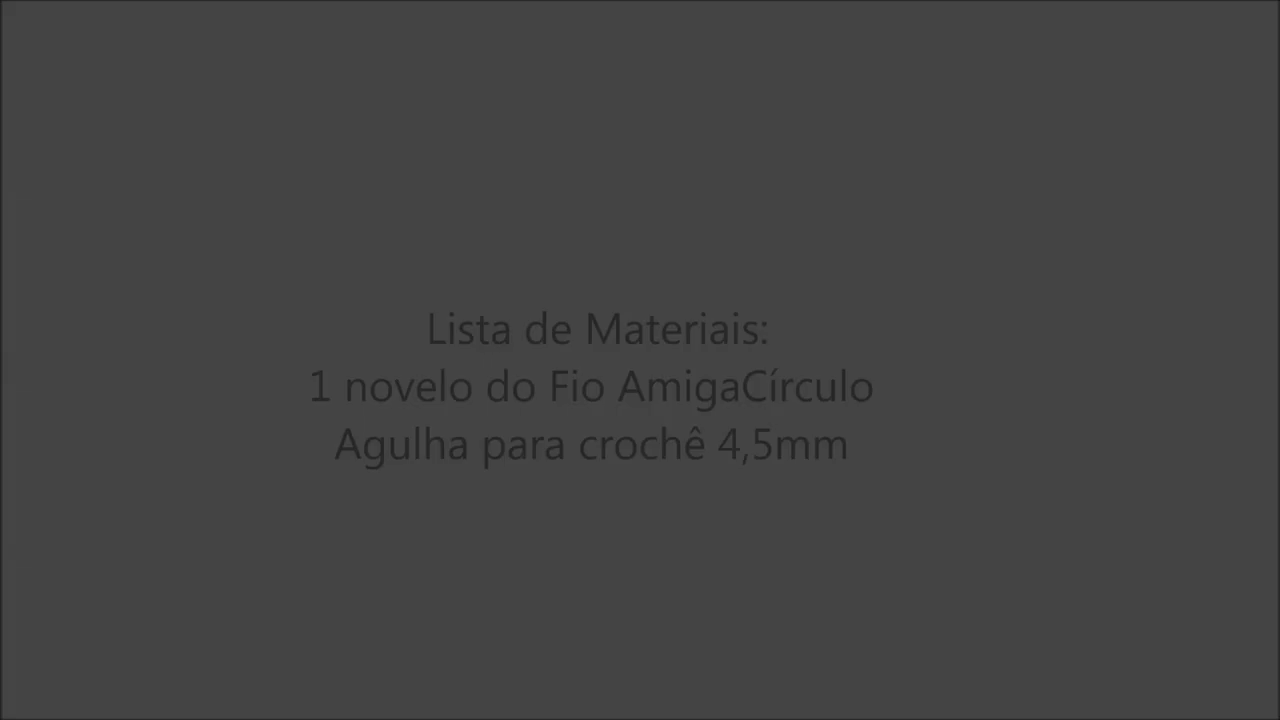 Lista de Materiais:
1 novelo do Fio AmigaCírculo
Agulha para crochê 4,5mm